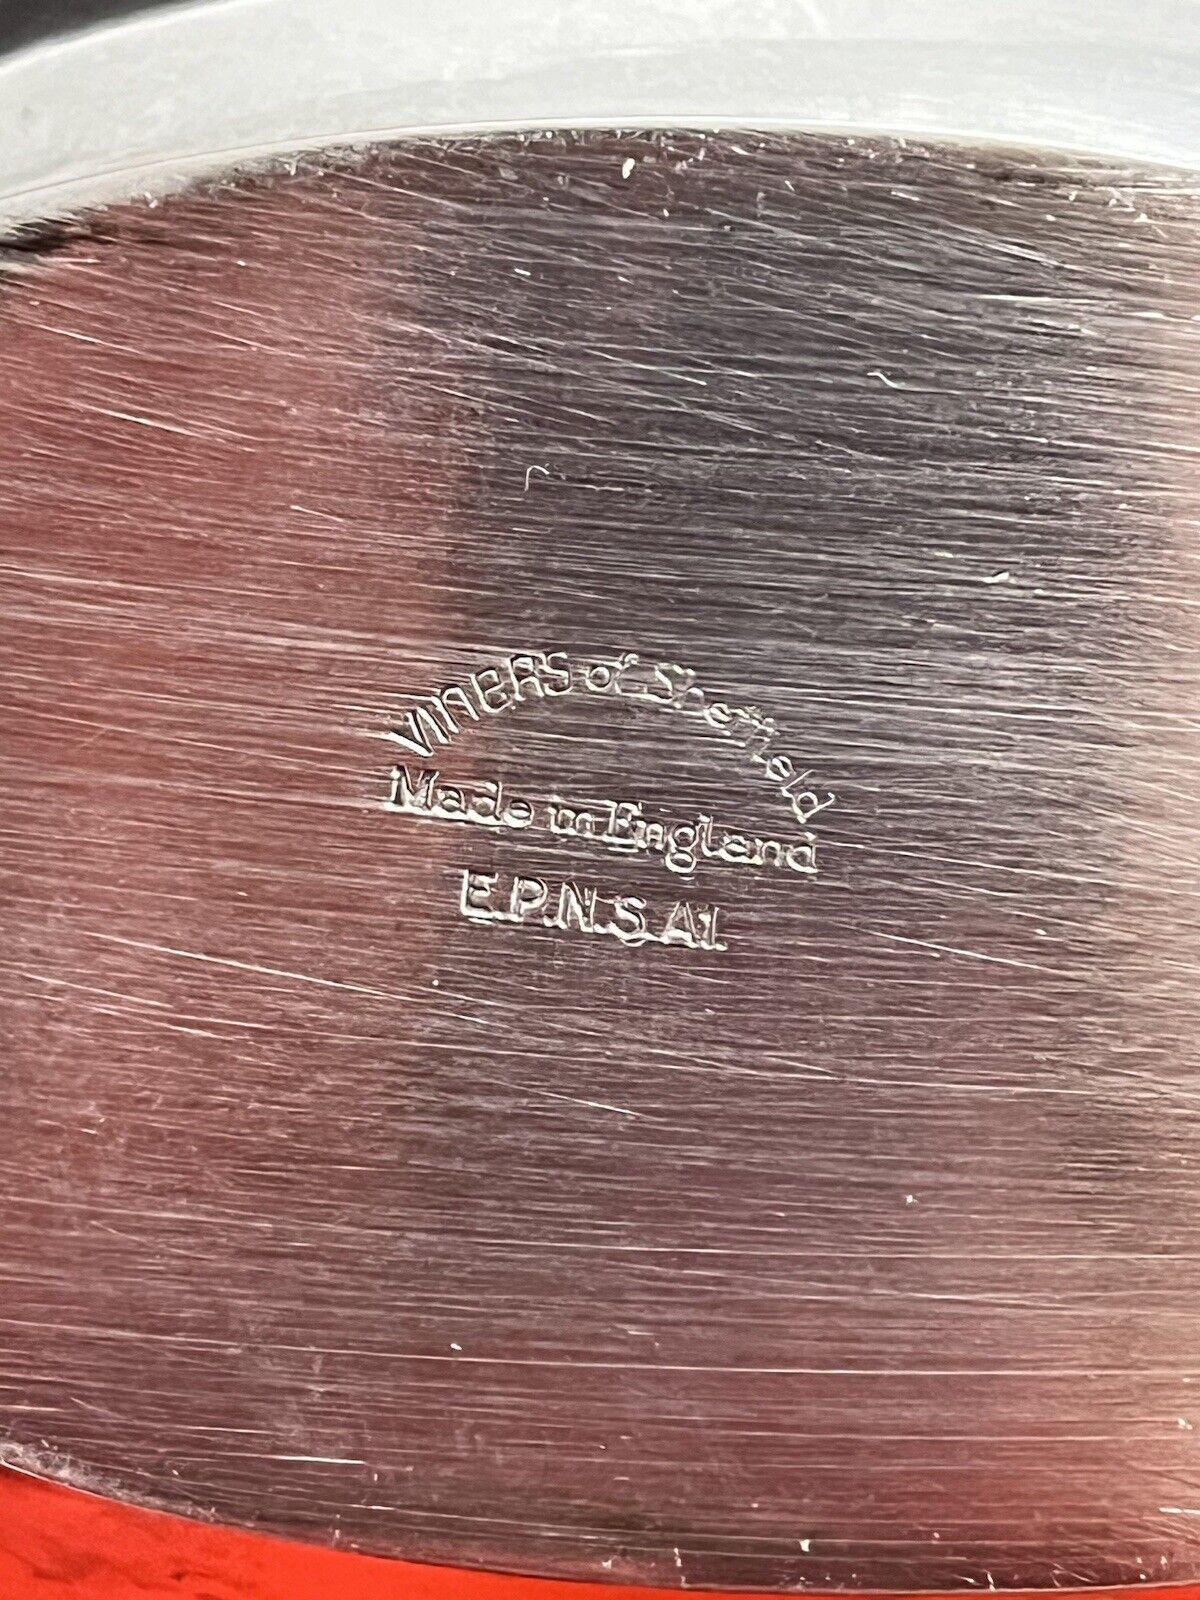 VINERS of Sheffield
Made in England
E.P.N.S.A1.